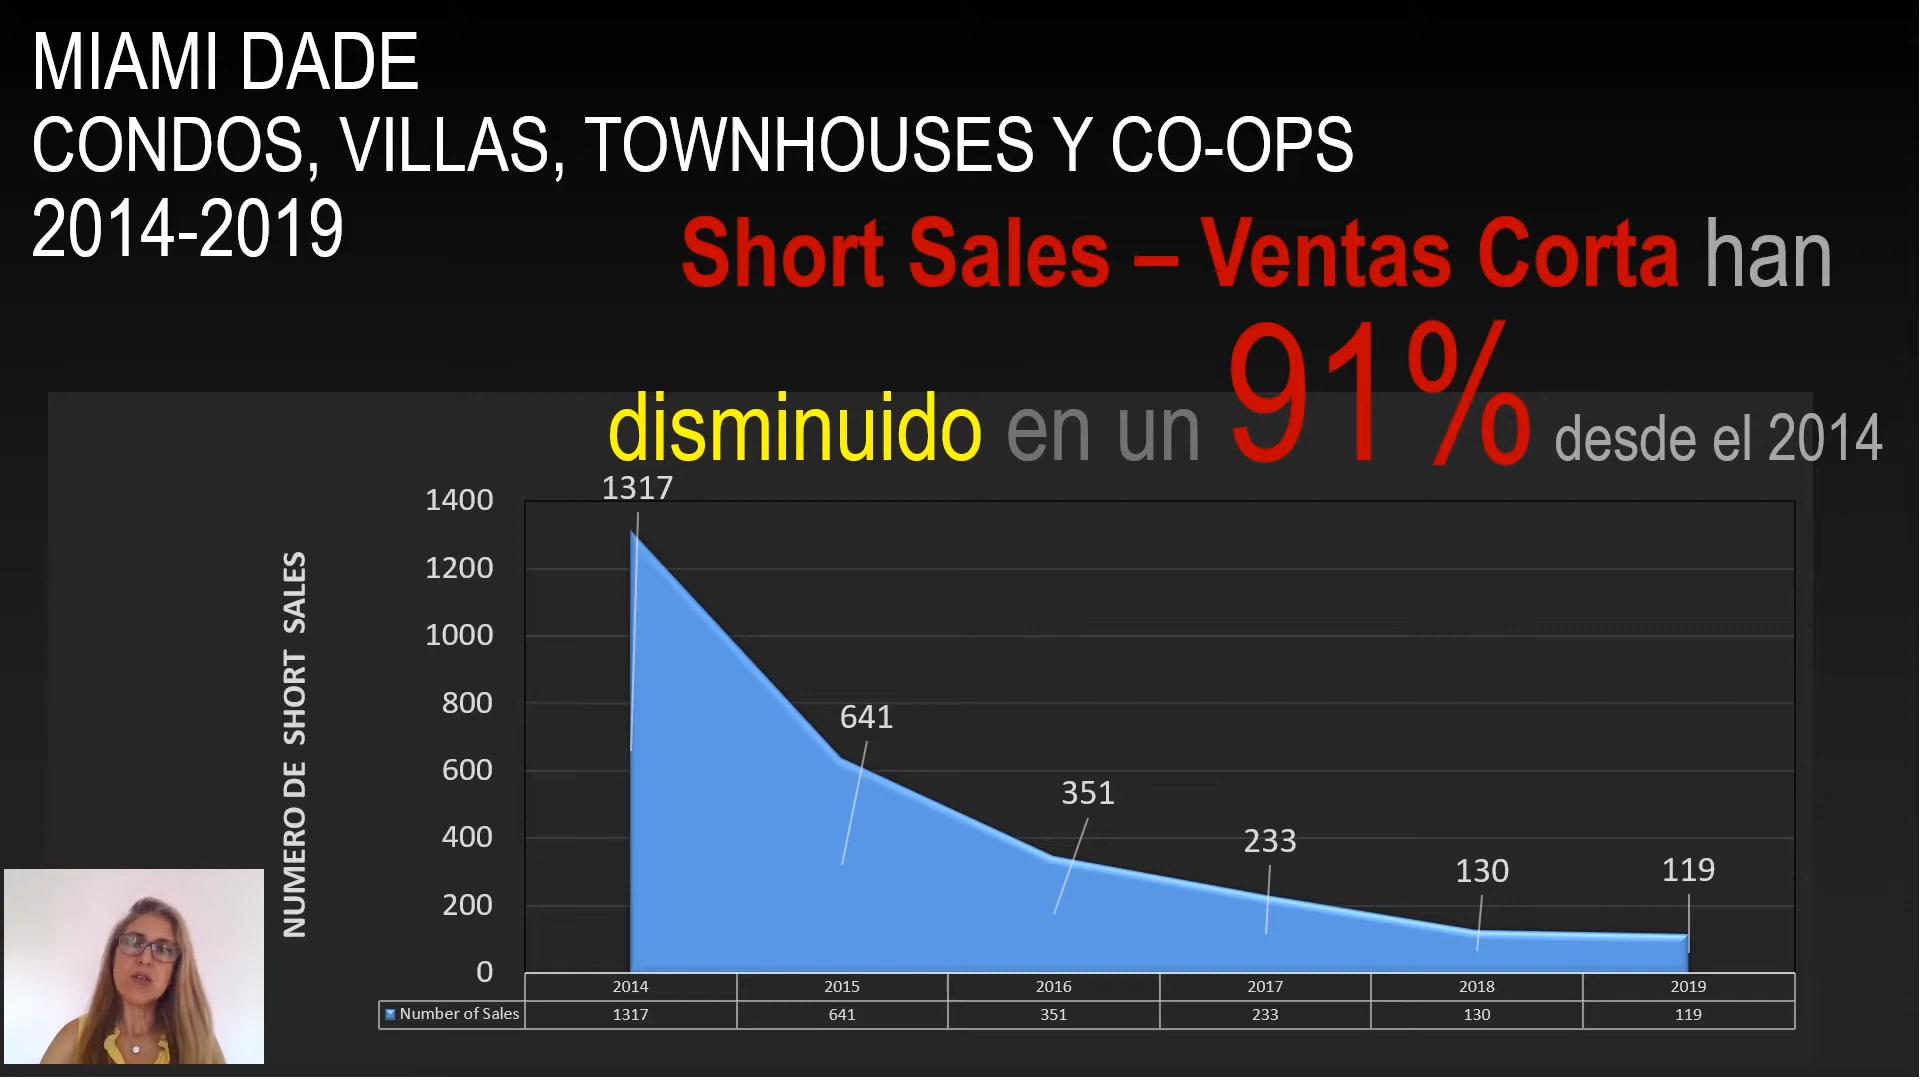 MIAMI DADE
CONDOS, VILLAS, TOWNHOUSES Y CO-OPS
2014-2019
Short Sales – Ventas Corta han
disminuido en un 91% desde el 2014
NUMERO DE SHORT SALES
1400
1200
1000
800
600
400
200
0
1317
641
351
233
130
119
2014 2015 2016 2017 2018 2019
Number of Sales 1317 641 351 233 130 119